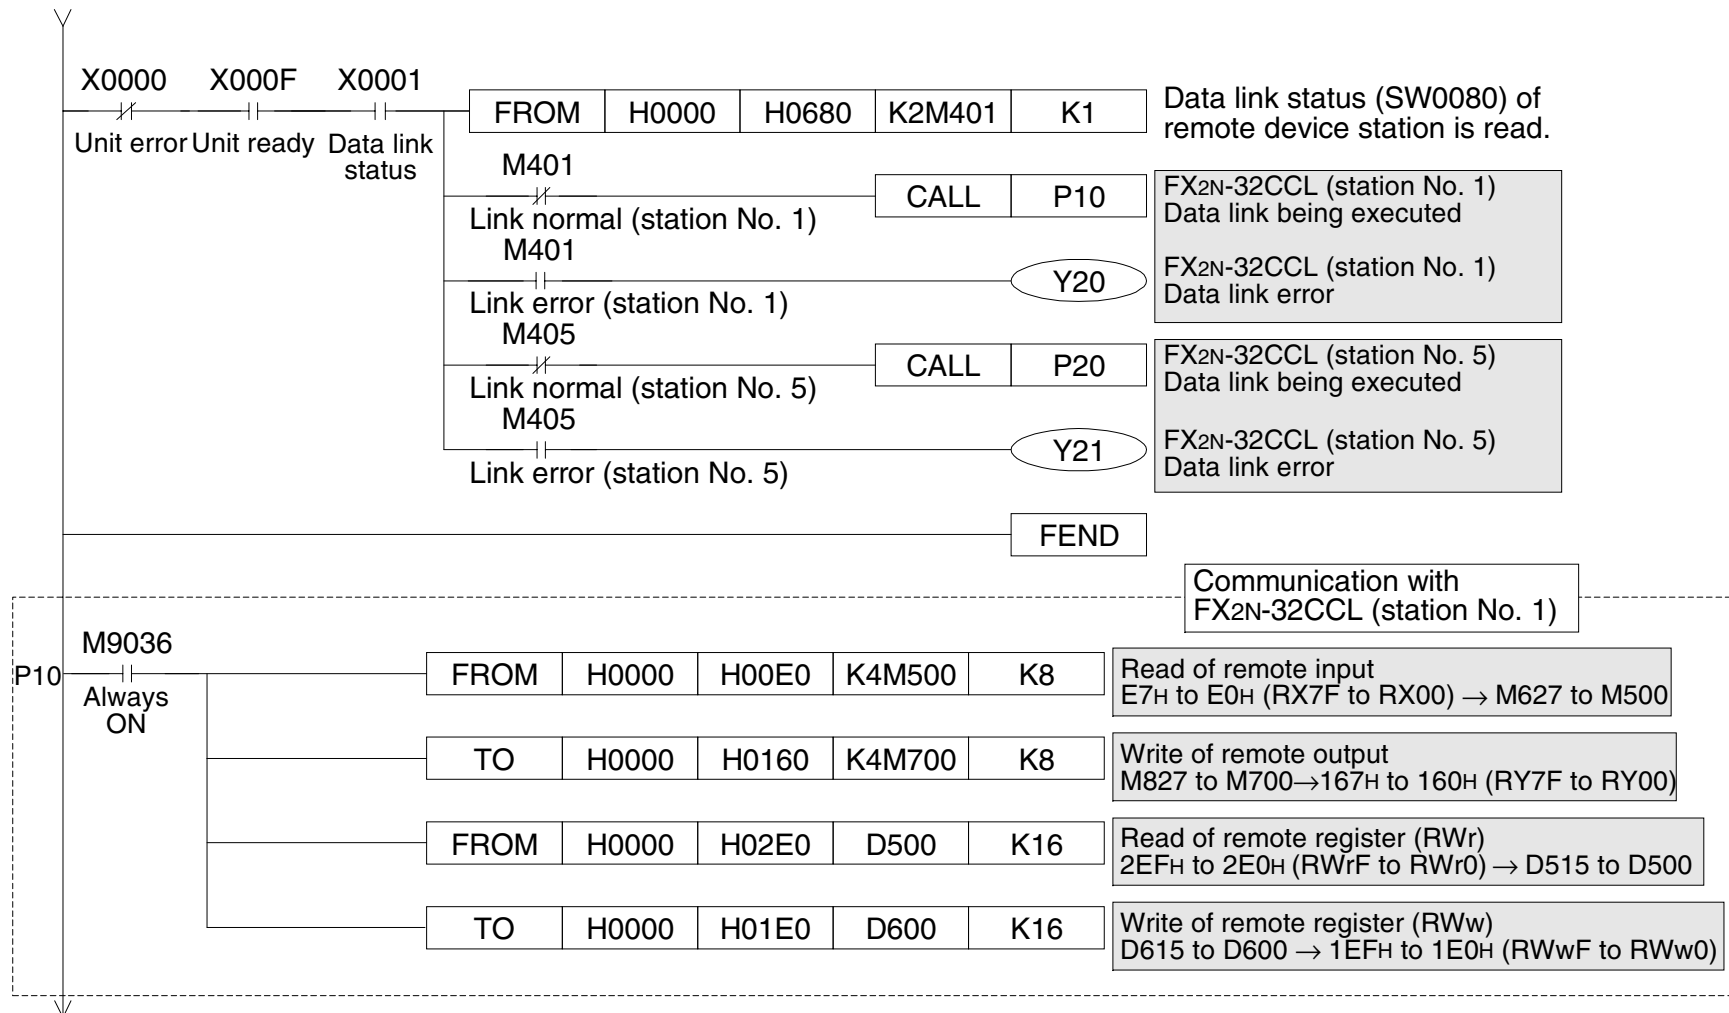 X0000 X000F X0001
Unit error Unit ready Data link
status
FROM H0000 H0680 K2M401 K1
Data link status (SW0080) of
remote device station is read.
M401
Link normal (station No. 1)
CALL P10
FX2N-32CCL (station No. 1)
Data link being executed
M401
Link error (station No. 1)
Y20
FX2N-32CCL (station No. 1)
Data link error
M405
Link normal (station No. 5)
CALL P20
FX2N-32CCL (station No. 5)
Data link being executed
M405
Link error (station No. 5)
Y21
FX2N-32CCL (station No. 5)
Data link error
FEND
Communication with
FX2N-32CCL (station No. 1)
P10
M9036
Always
ON
FROM H0000 H00E0 K4M500 K8
Read of remote input
E7H to E0H (RX7F to RX00) → M627 to M500
TO H0000 H0160 K4M700 K8
Write of remote output
M827 to M700→167H to 160H (RY7F to RY00)
FROM H0000 H02E0 D500 K16
Read of remote register (RWr)
2EFH to 2E0H (RWrF to RWr0) → D515 to D500
TO H0000 H01E0 D600 K16
Write of remote register (RWw)
D615 to D600 → 1EFH to 1E0H (RWwF to RWw0)